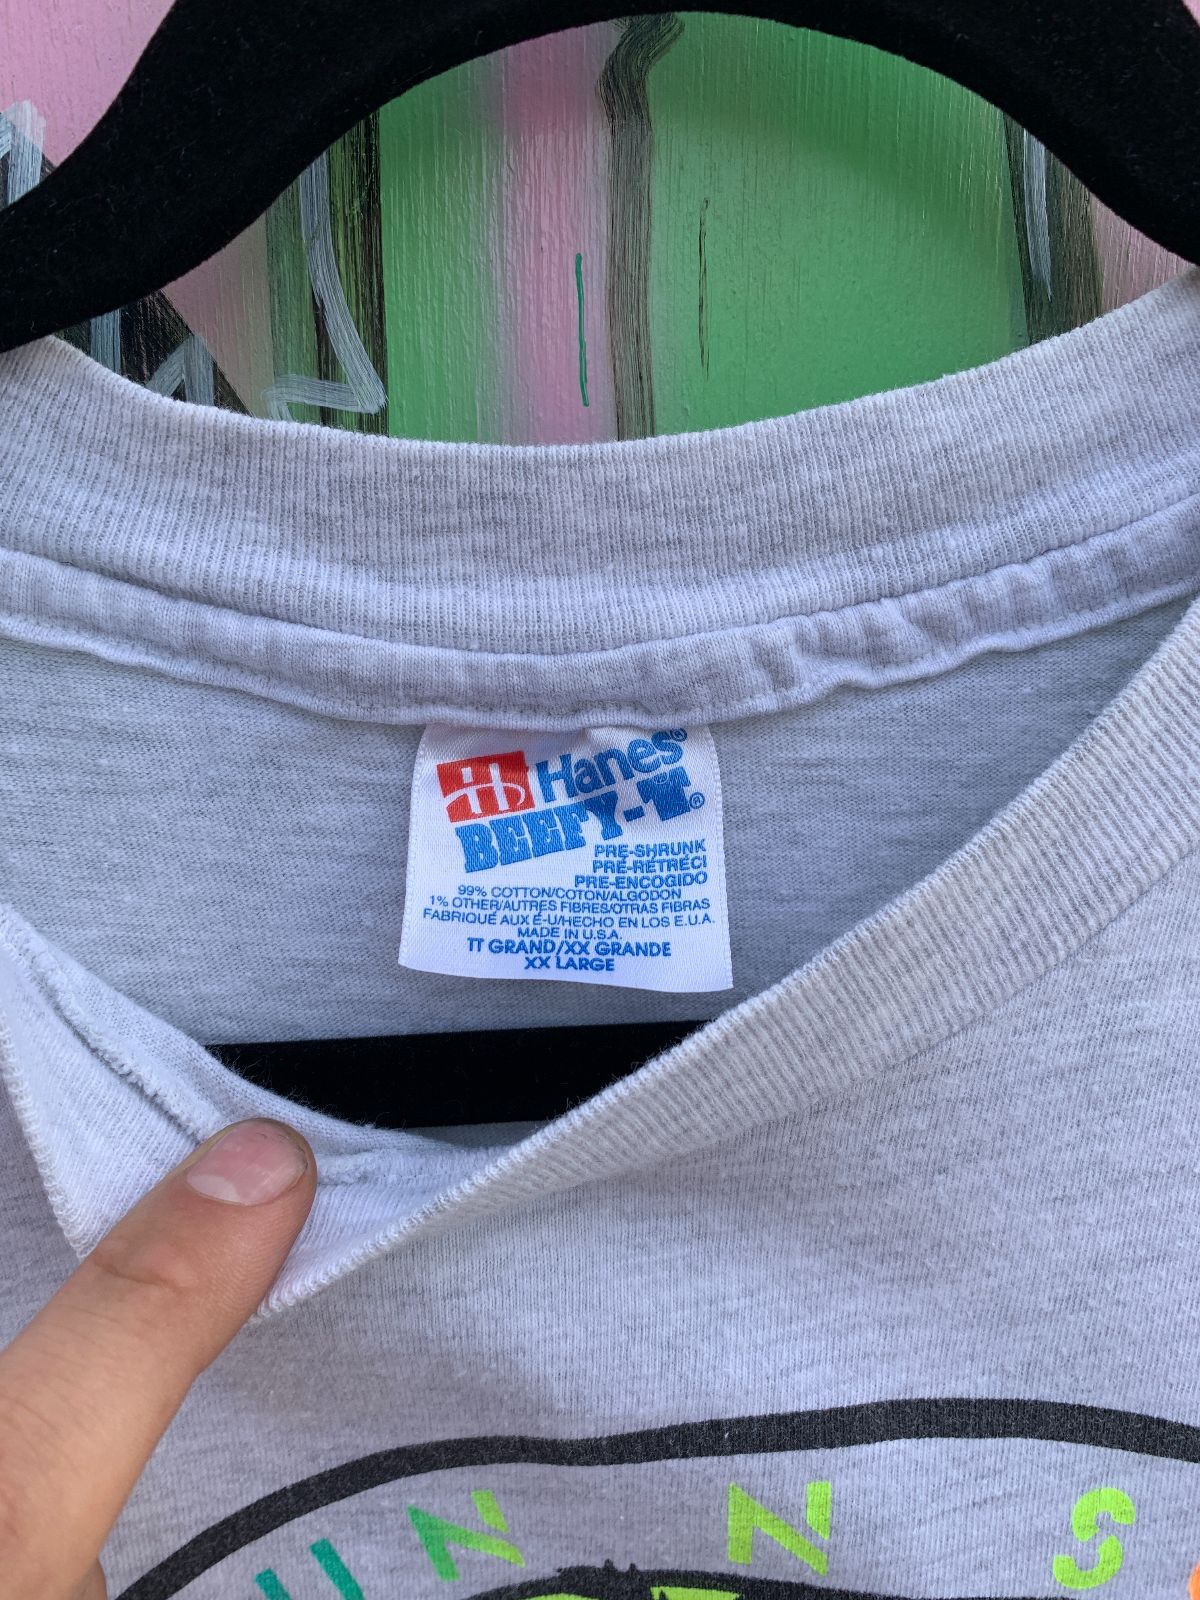 Hanes®
BEEFY-T®
PRE-SHRUNK
PRÉ-RÉTRÉCI
PRE-ENCOGIDO
99% COTTON/COTON/ALGODON
1% OTHER/AUTRES FIBRES/OTRAS FIBRAS
FABRIQUÉ AUX É-U/HECHO EN LOS E.U.A.
MADE IN U.S.A.
TT GRAND/XX GRANDE
XX LARGE
N N S